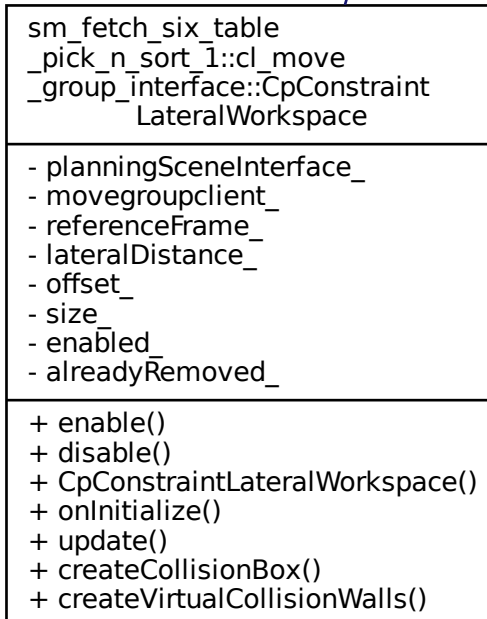 sm_fetch_six_table
_pick_n_sort_1::cl_move
_group_interface::CpConstraint
LateralWorkspace
- planningSceneInterface_
- movegroupclient_
- referenceFrame_
- lateralDistance_
- offset_
- size_
- enabled_
- alreadyRemoved_
+ enable()
+ disable()
+ CpConstraintLateralWorkspace()
+ onInitialize()
+ update()
+ createCollisionBox()
+ createVirtualCollisionWalls()